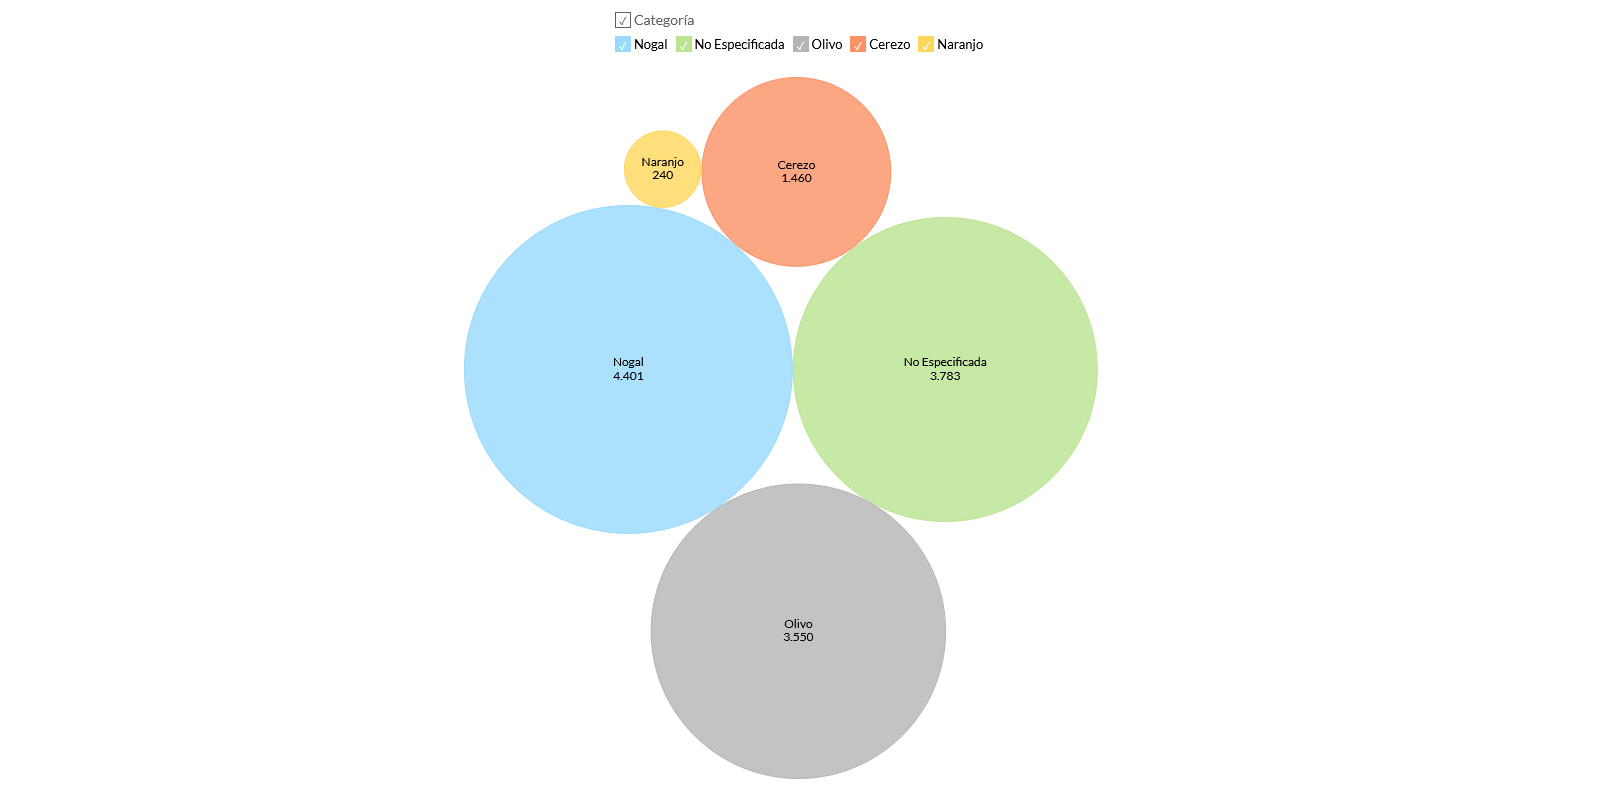 Categoría
Nogal No Especificada Olivo Cerezo Naranjo
Naranjo
240
Cerezo
1.460
Nogal
4.401
No Especificada
3.783
Olivo
3.550